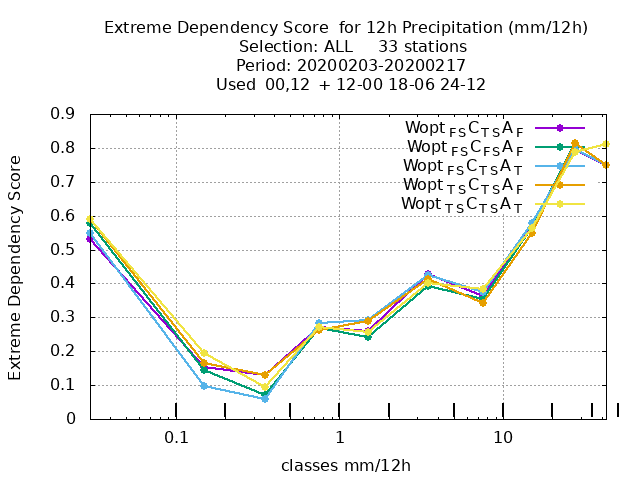 Extreme Dependency Score  for 12h Precipitation (mm/12h)
Selection: ALL     33 stations
Period: 20200203-20200217
Used  00,12  + 12-00 18-06 24-12
Extreme Dependency Score
0.9
0.8
0.7
0.6
0.5
0.4
0.3
0.2
0.1
0
Wopt FS C TS A F
Wopt FS C FS A F
Wopt FS C TS A T
Wopt TS C TS A F
Wopt TS C TS A T
0.1 1 10
classes mm/12h